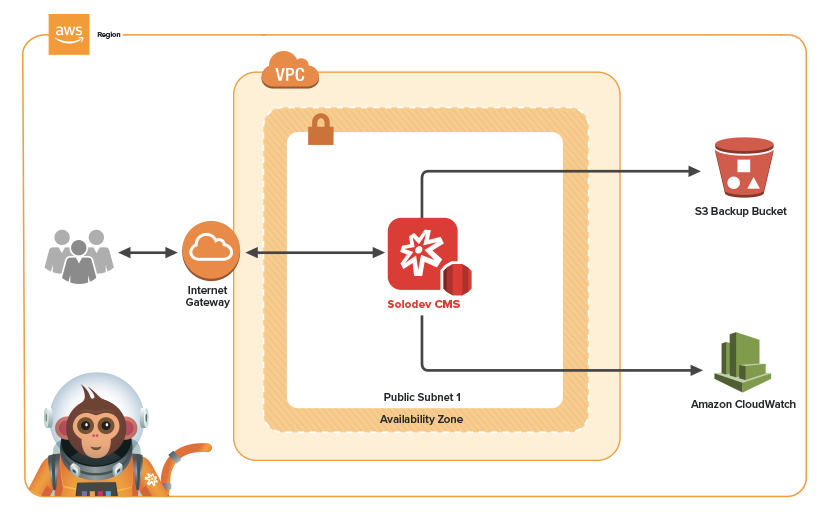 aws
Region
VPC
S3 Backup Bucket
Internet
Gateway
Solodev CMS
Public Subnet 1
Amazon CloudWatch
Availability Zone